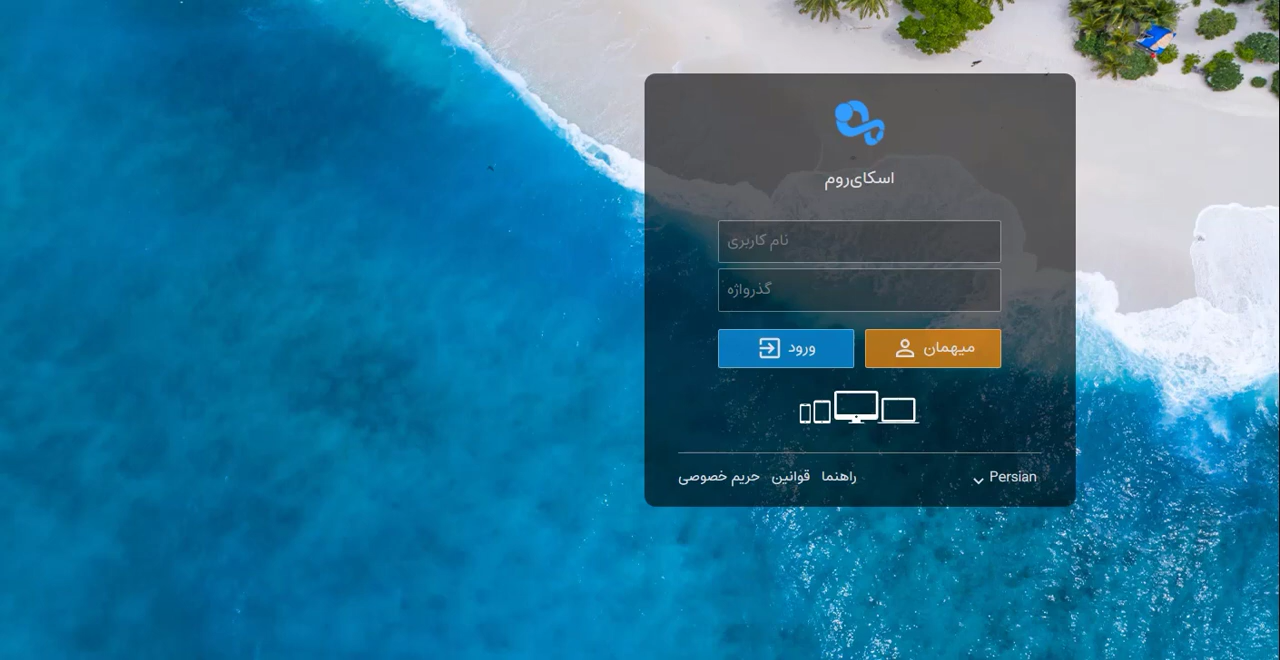 اسکای‌روم
نام کاربری
گذرواژه
میهمان
ورود
Persian
راهنما قوانین حریم خصوصی